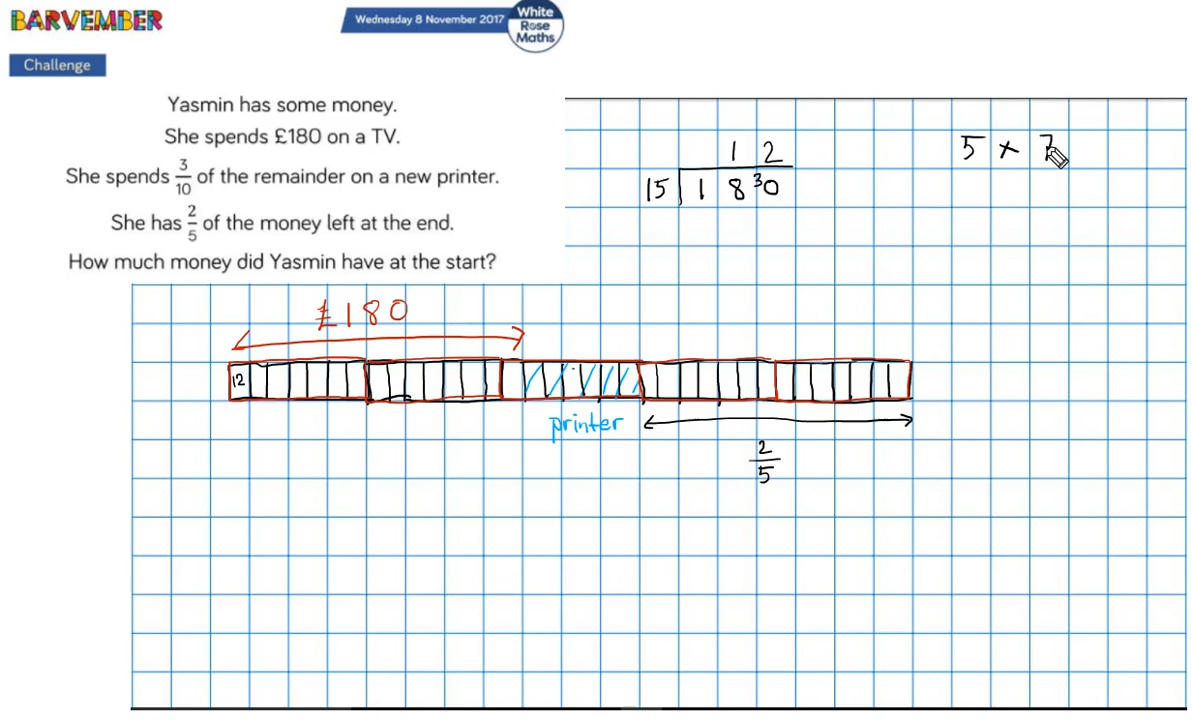 BARVEMBER
Wednesday 8 November 2017
White
Rose
Maths
Challenge
Yasmin has some money.
She spends £180 on a TV.
She spends 3/10 of the remainder on a new printer.
She has 2/5 of the money left at the end.
How much money did Yasmin have at the start?
1 2
15 1 8 ³0
5 × 7
£180
12
printer
2
5